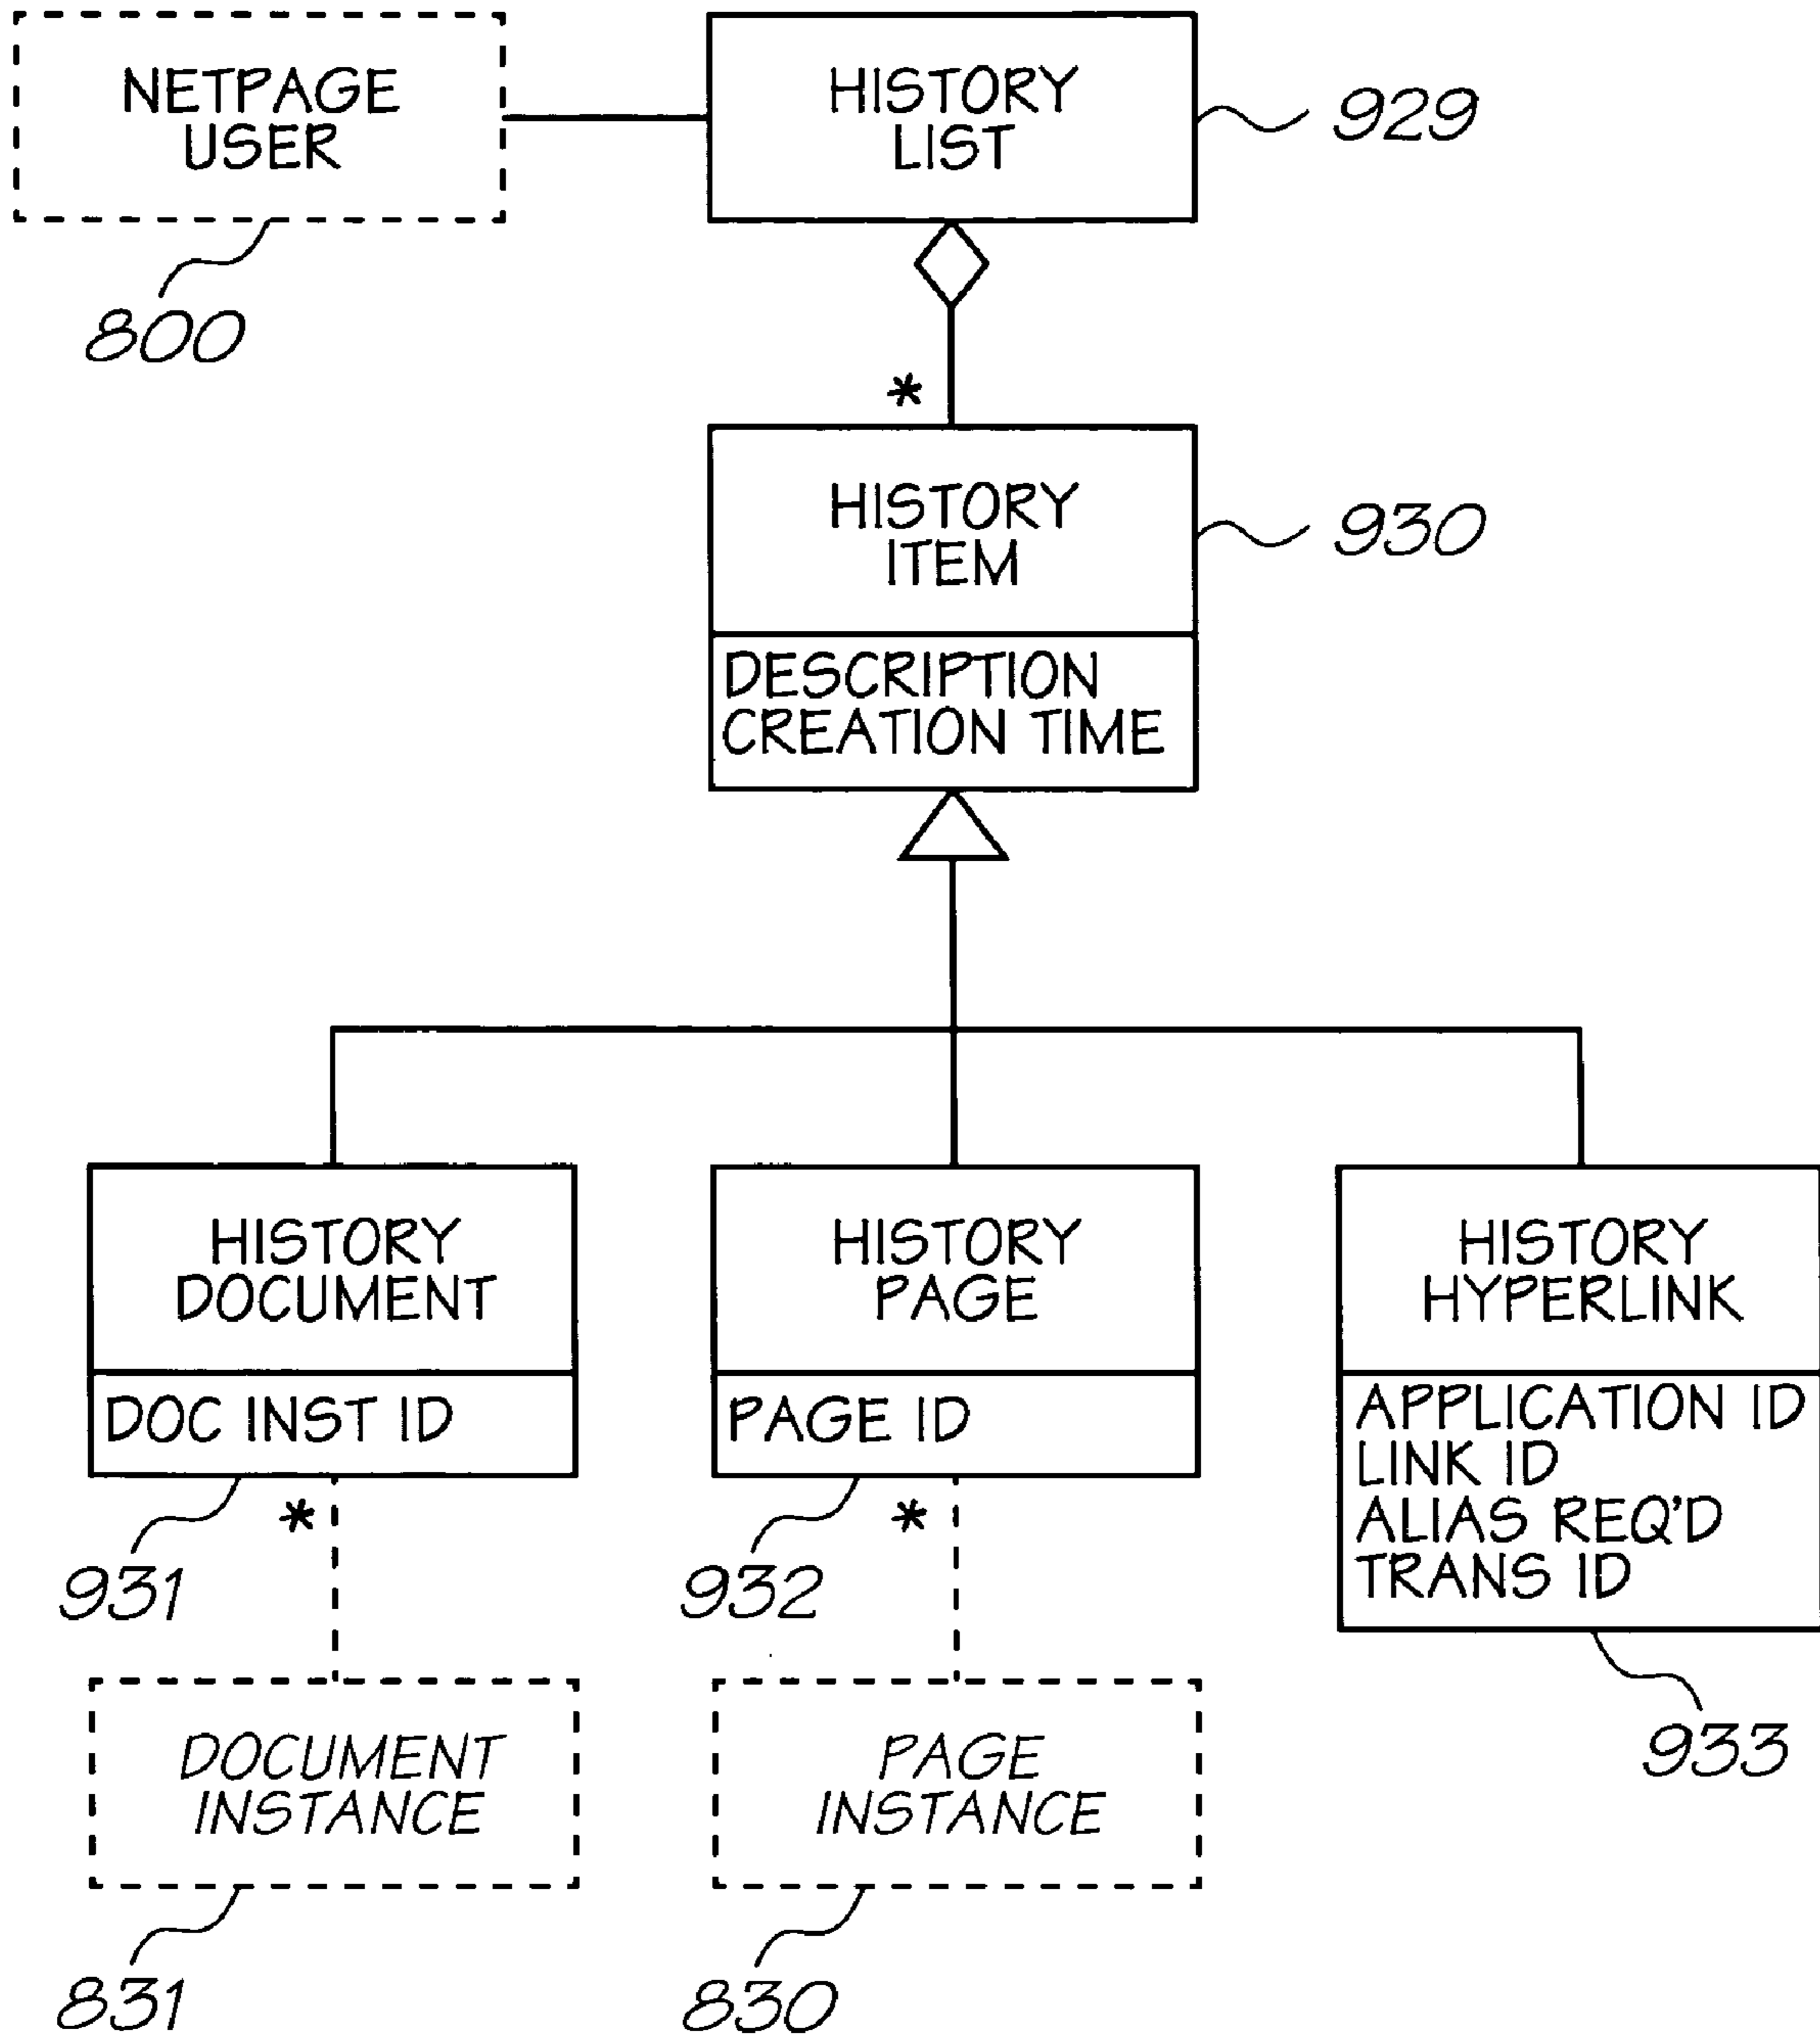 NETPAGE
USER
800
HISTORY
LIST
929
*
HISTORY
ITEM
930
DESCRIPTION
CREATION TIME
HISTORY
DOCUMENT
DOC INST ID
931
*
HISTORY
PAGE
PAGE ID
932
*
HISTORY
HYPERLINK
APPLICATION ID
LINK ID
ALIAS REQ'D
TRANS ID
933
DOCUMENT
INSTANCE
831
PAGE
INSTANCE
830